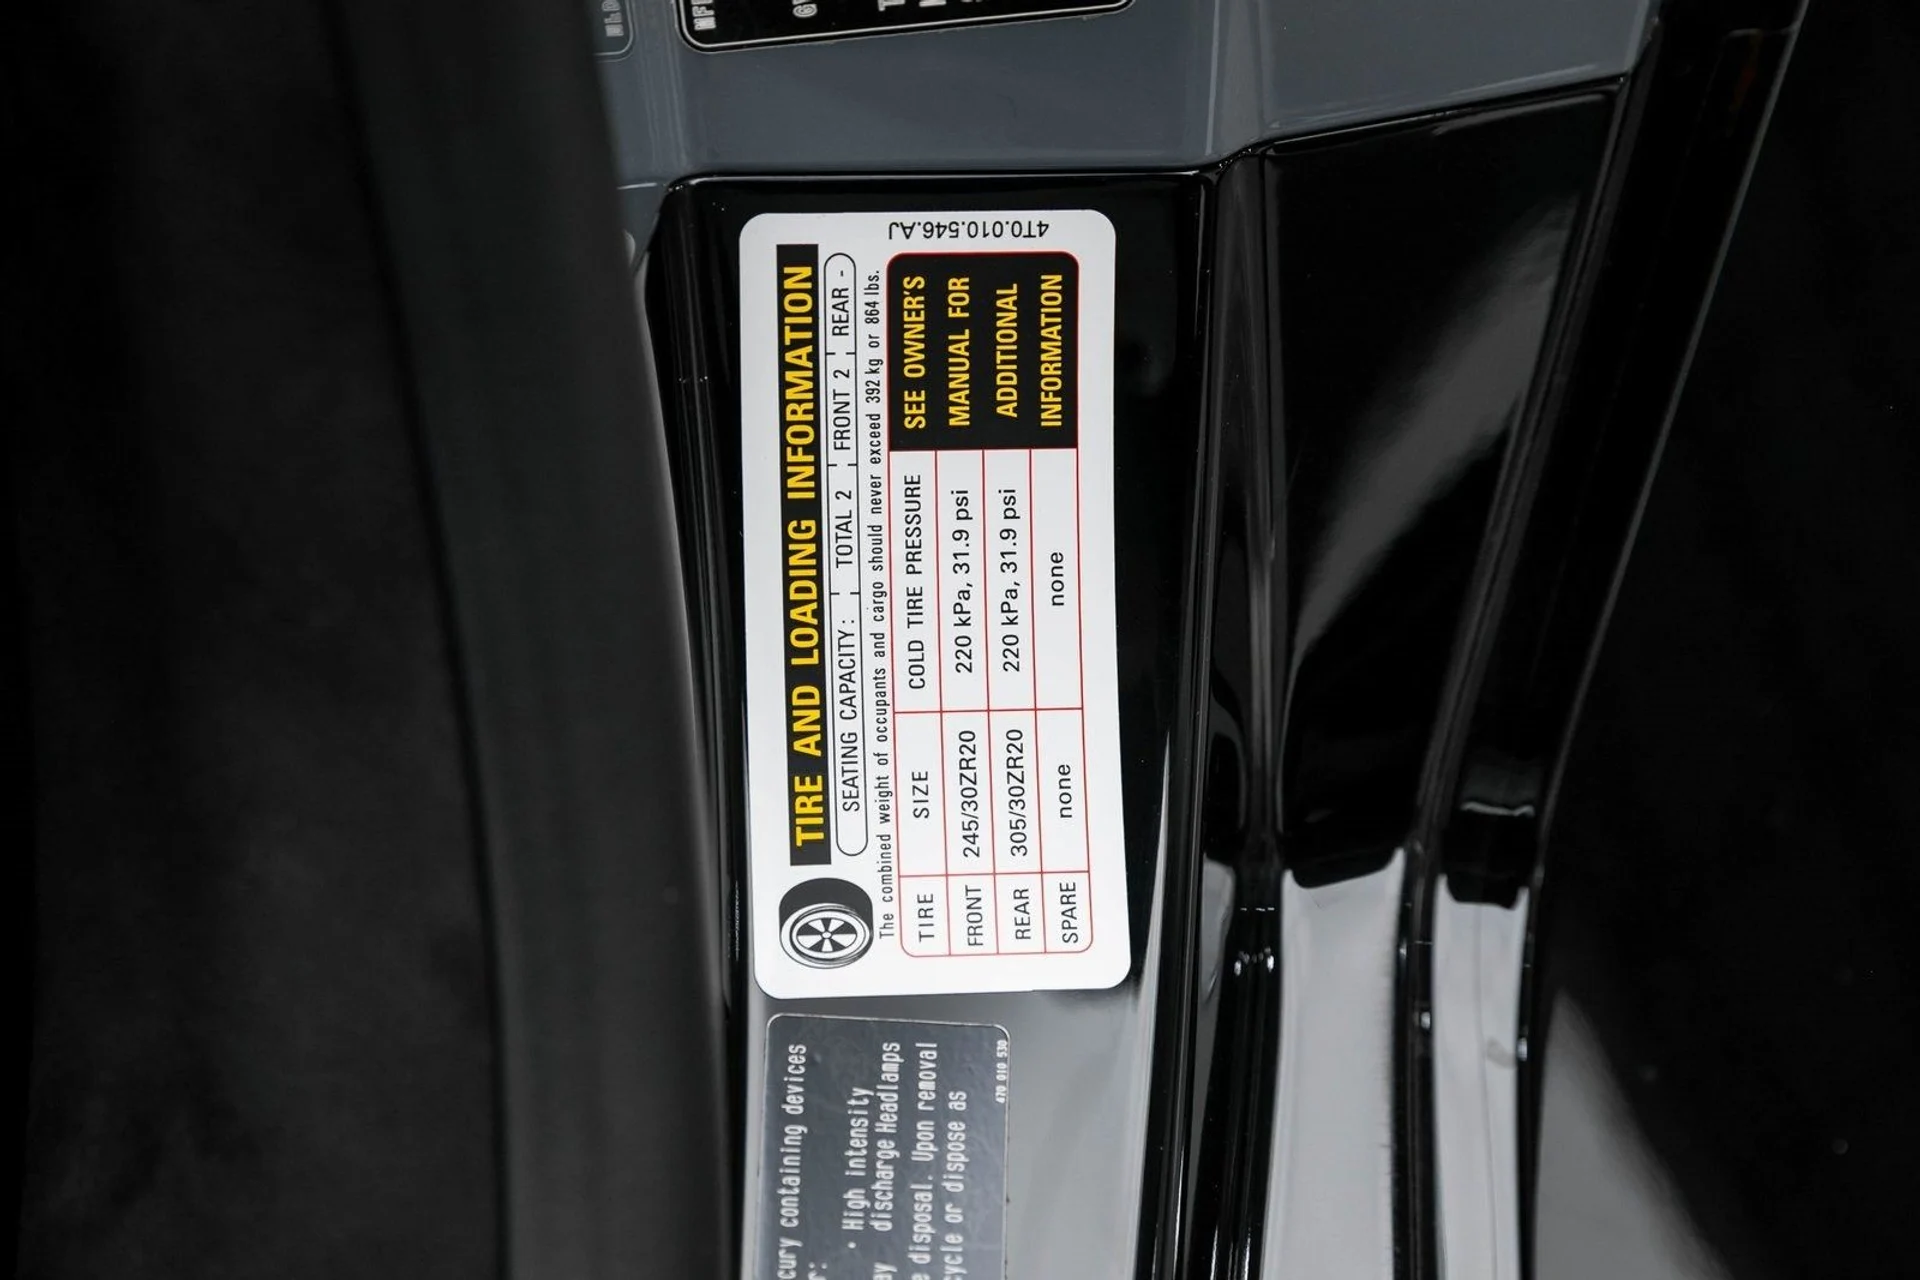 TIRE AND LOADING INFORMATION
SEATING CAPACITY: TOTAL 2 FRONT 2 REAR -
The combined weight of occupants and cargo should never exceed 392 kg or 864 lbs.
TIRE SIZE COLD TIRE PRESSURE
FRONT 245/30ZR20 220 kPa, 31.9 psi
REAR 305/30ZR20 220 kPa, 31.9 psi
SPARE none none
SEE OWNER'S
MANUAL FOR
ADDITIONAL
INFORMATION
4T0.010.546.AJ
containing devices
· High intensity
discharge Headlamps
disposal. Upon removal
or dispose as
470 010 530